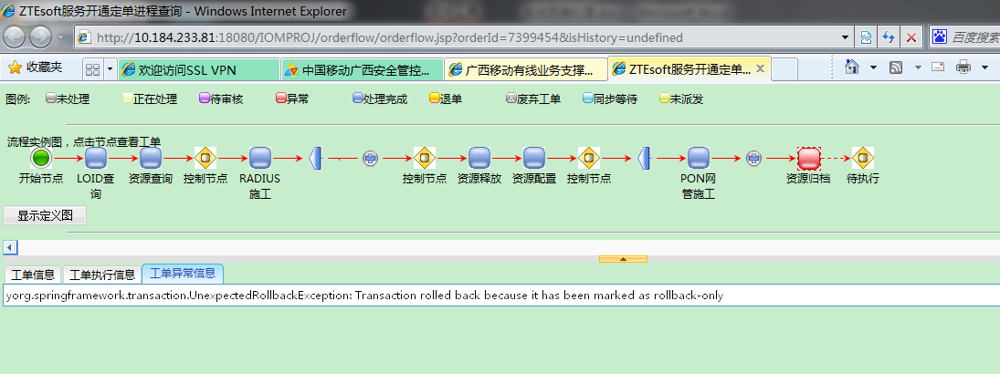 ZTEsoft服务开通定单进程查询 - Windows Internet Explorer
http://10.184.233.81:18080/IOMPROJ/orderflow/orderflow.jsp?orderId=7399454&isHistory=undefined
百度搜索
收藏夹
欢迎访问SSL VPN
中国移动广西安全管控...
广西移动有线业务支撑...
ZTEsoft服务开通定单...
图例:
未处理
正在处理
待审核
异常
处理完成
退单
废弃工单
同步等待
未派发
流程实例图，点击节点查看工单
开始节点
LOID查
询
资源查询
控制节点
RADIUS
施工
控制节点
资源释放
资源配置
控制节点
PON网
管施工
资源归档
待执行
显示定义图
工单信息
工单执行信息
工单异常信息
yorg.springframework.transaction.UnexpectedRollbackException: Transaction rolled back because it has been marked as rollback-only